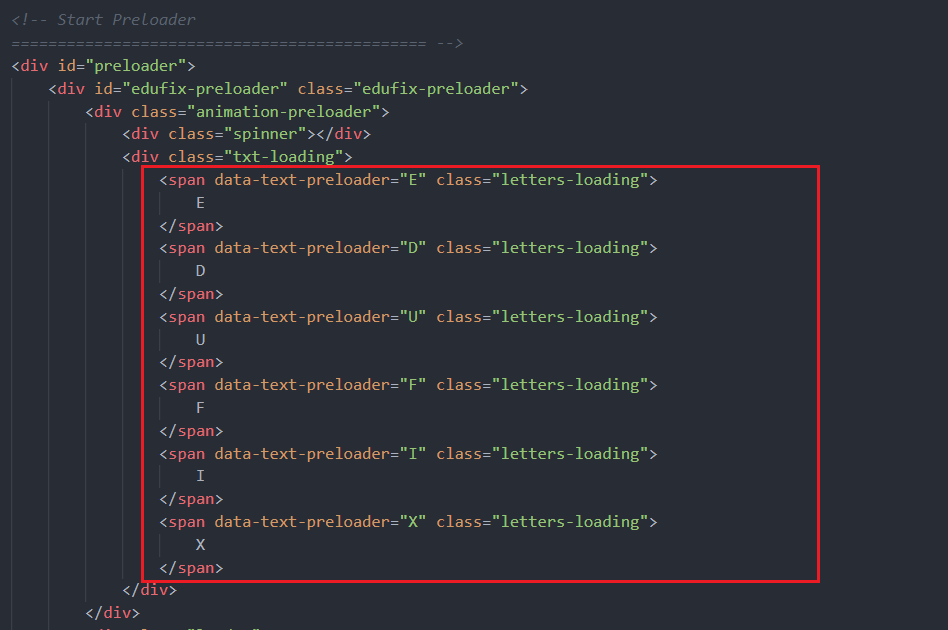 <!-- Start Preloader
============================================= -->
<div id="preloader">
<div id="edufix-preloader" class="edufix-preloader">
<div class="animation-preloader">
<div class="spinner"></div>
<div class="txt-loading">
<span data-text-preloader="E" class="letters-loading">
E
</span>
<span data-text-preloader="D" class="letters-loading">
D
</span>
<span data-text-preloader="U" class="letters-loading">
U
</span>
<span data-text-preloader="F" class="letters-loading">
F
</span>
<span data-text-preloader="I" class="letters-loading">
I
</span>
<span data-text-preloader="X" class="letters-loading">
X
</span>
</div>
</div>